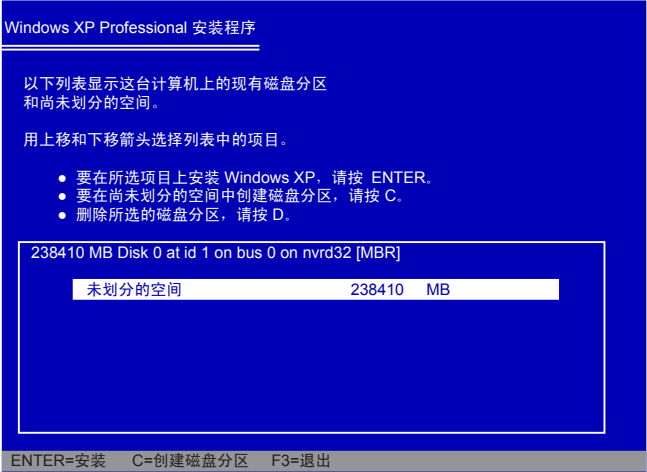 Windows XP Professional 安装程序
以下列表显示这台计算机上的现有磁盘分区
和尚未划分的空间。
用上移和下移箭头选择列表中的项目。
● 要在所选项目上安装 Windows XP，请按 ENTER。
● 要在尚未划分的空间中创建磁盘分区，请按 C。
● 删除所选的磁盘分区，请按 D。
238410 MB Disk 0 at id 1 on bus 0 on nvrd32 [MBR]
未划分的空间 238410 MB
ENTER=安装 C=创建磁盘分区 F3=退出